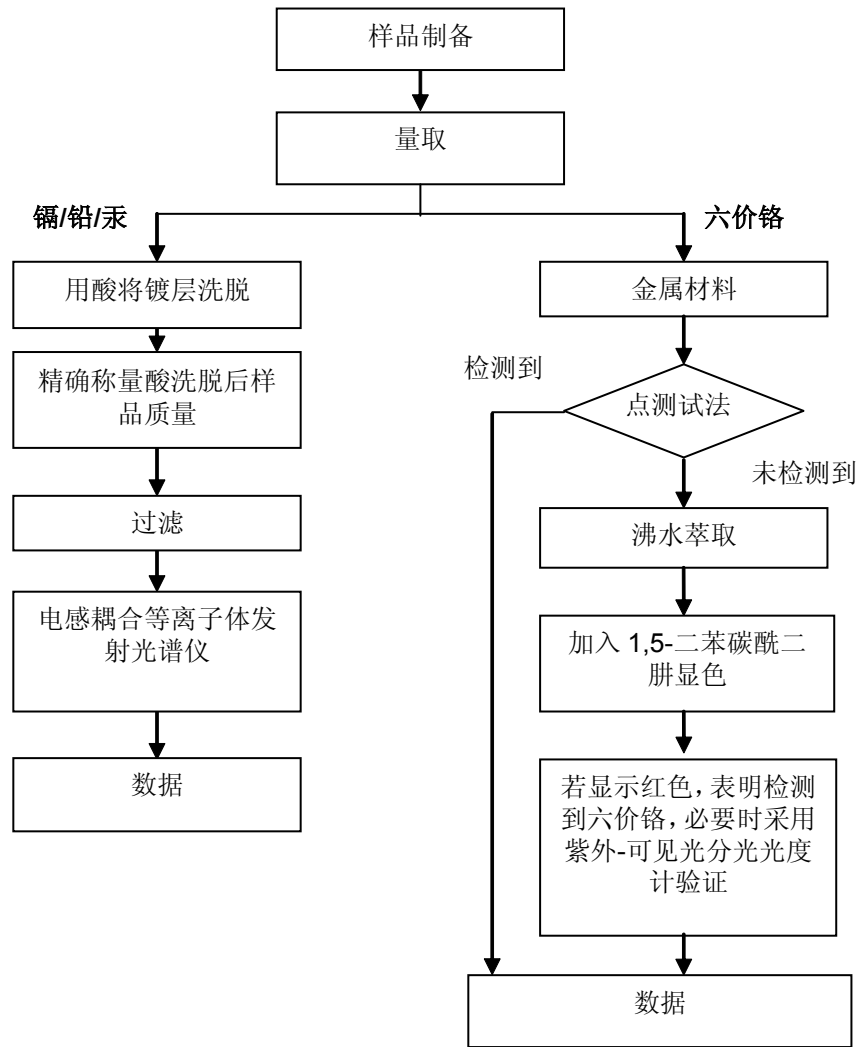 样品制备
量取
镉/铅/汞
六价铬
用酸将镀层洗脱
精确称量酸洗脱后样
品质量
过滤
电感耦合等离子体发
射光谱仪
数据
金属材料
检测到
点测试法
未检测到
沸水萃取
加入 1,5-二苯碳酰二
肼显色
若显示红色，表明检测
到六价铬，必要时采用
紫外-可见光分光光度
计验证
数据